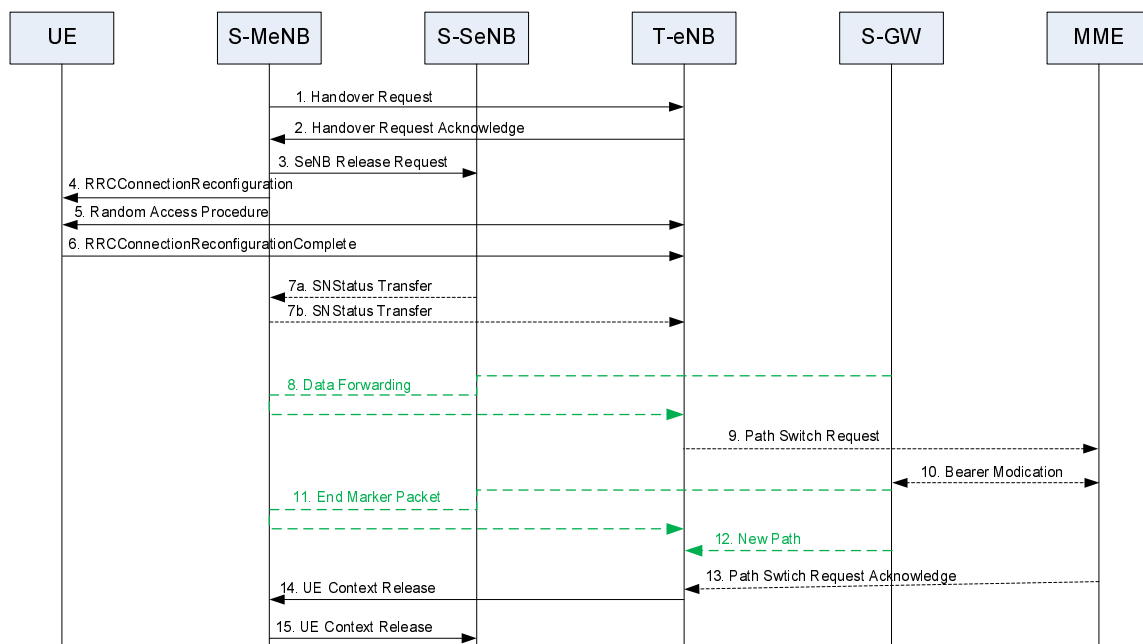 UE
S-MeNB
S-SeNB
T-eNB
S-GW
MME
1. Handover Request
2. Handover Request Acknowledge
3. SeNB Release Request
4. RRCConnectionReconfiguration
5. Random Access Procedure
6. RRCConnectionReconfigurationComplete
7a. SNStatus Transfer
7b. SNStatus Transfer
8. Data Forwarding
9. Path Switch Request
10. Bearer Modication
11. End Marker Packet
12. New Path
13. Path Swtich Request Acknowledge
14. UE Context Release
15. UE Context Release